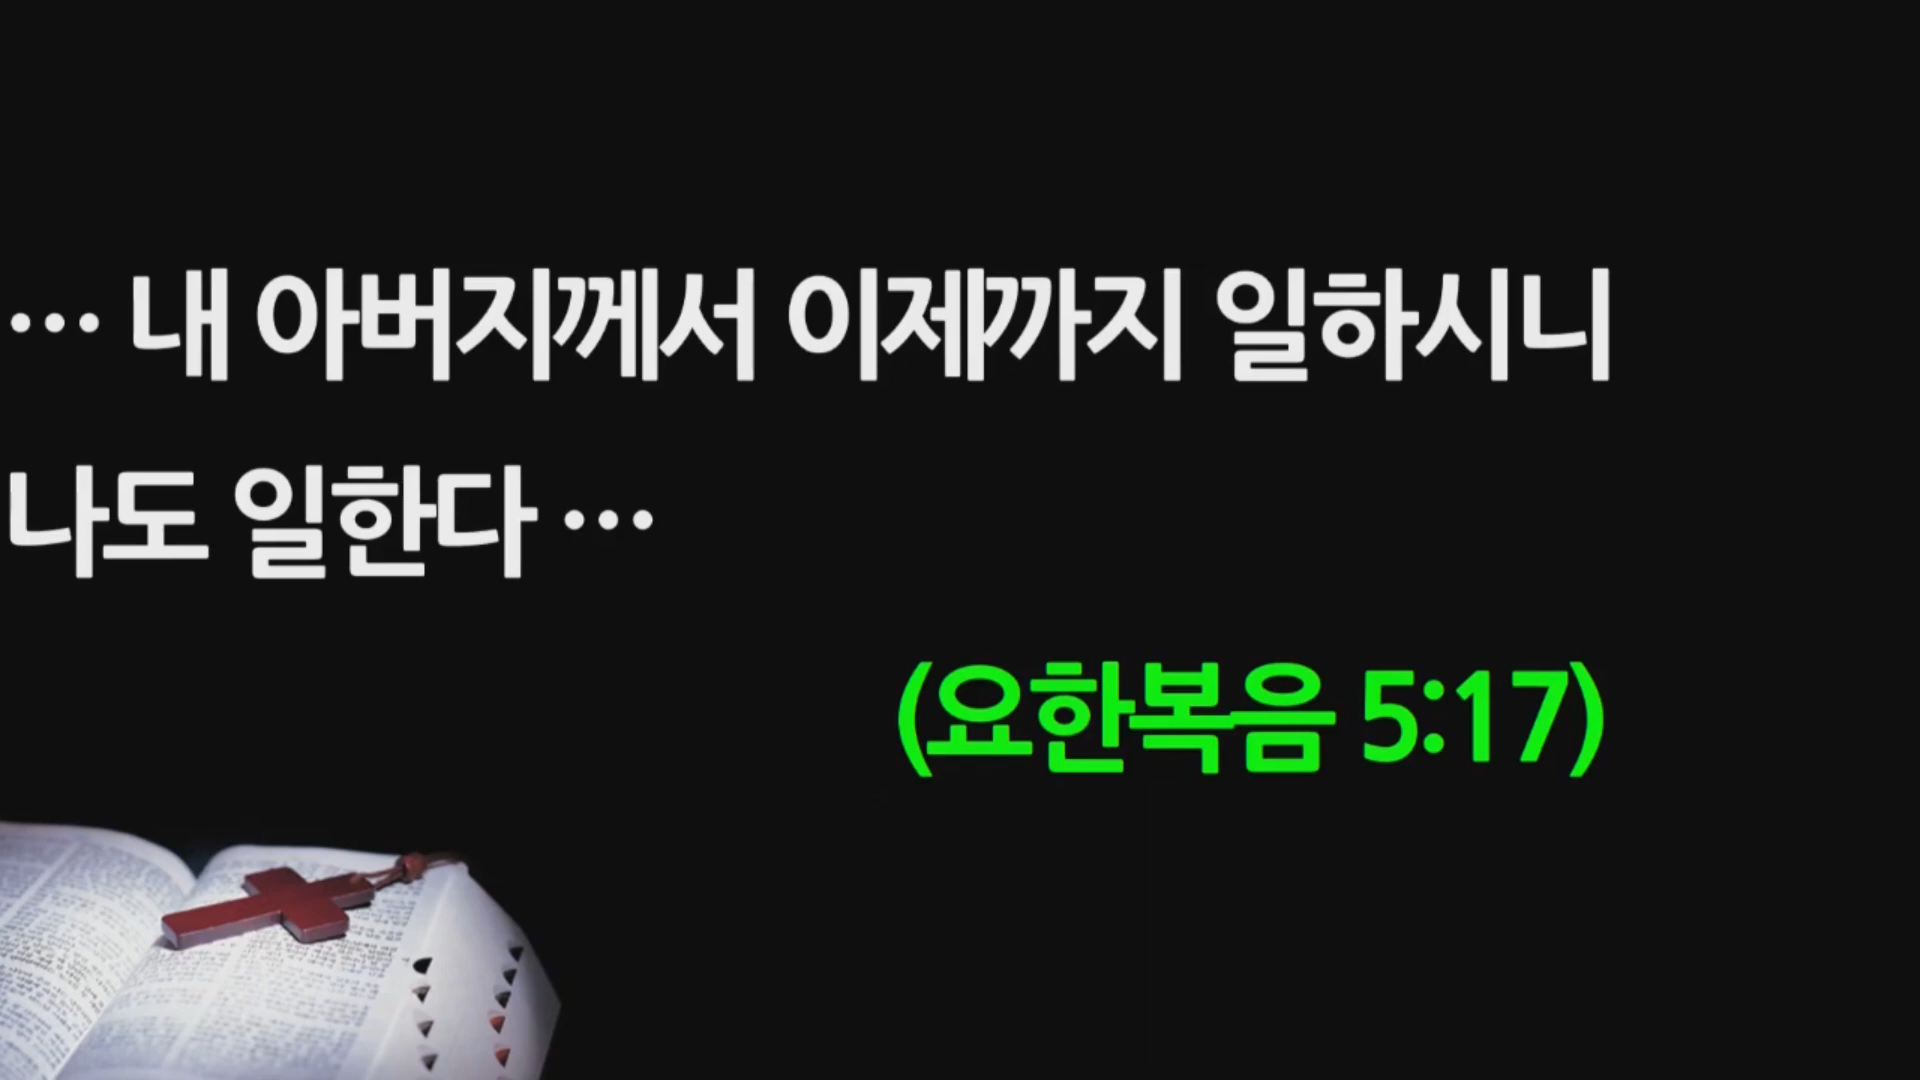 … 내 아버지께서 이제까지 일하시니
나도 일한다 …
(요한복음 5:17)